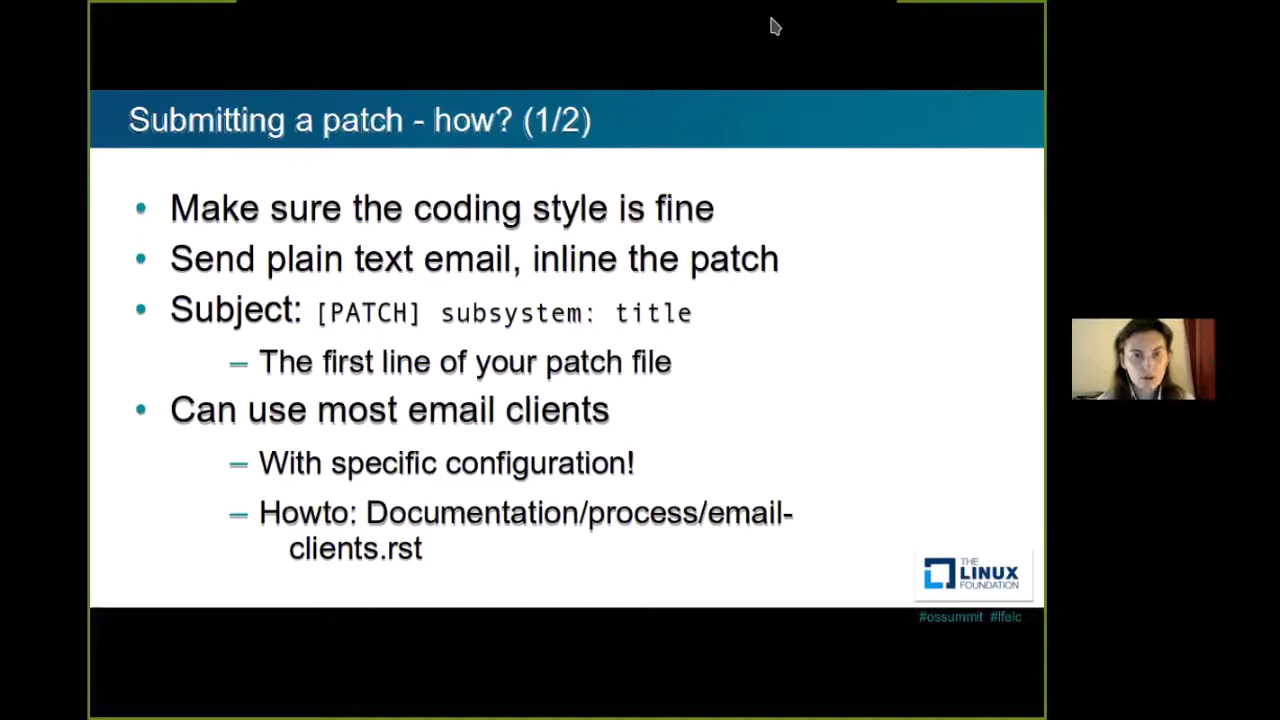 Submitting a patch - how? (1/2)
• Make sure the coding style is fine
• Send plain text email, inline the patch
• Subject: [PATCH] subsystem: title
– The first line of your patch file
• Can use most email clients
– With specific configuration!
– Howto: Documentation/process/email-
clients.rst
THE
LINUX
FOUNDATION
#ossummit #lfelc